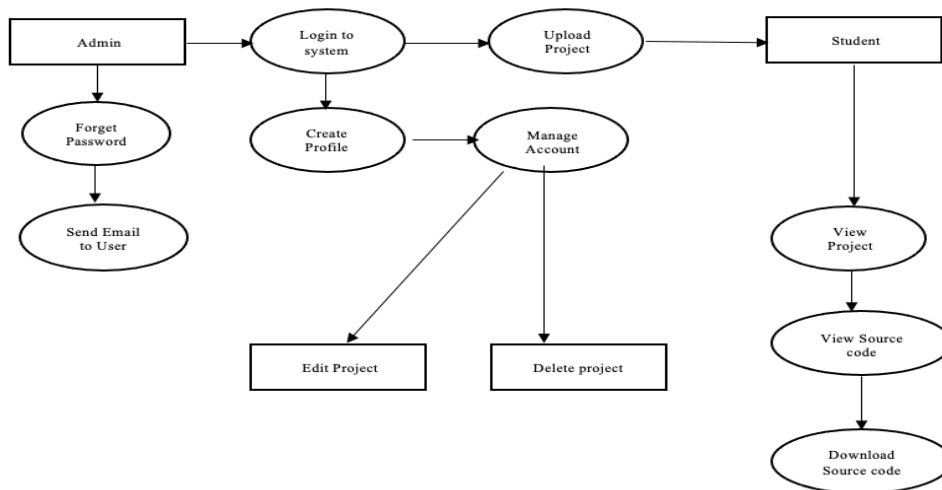 Admin
Login to
system
Upload
Project
Student
Forget
Password
Create
Profile
Manage
Account
Send Email
to User
View
Project
View Source
code
Edit Project
Delete project
Download
Source code